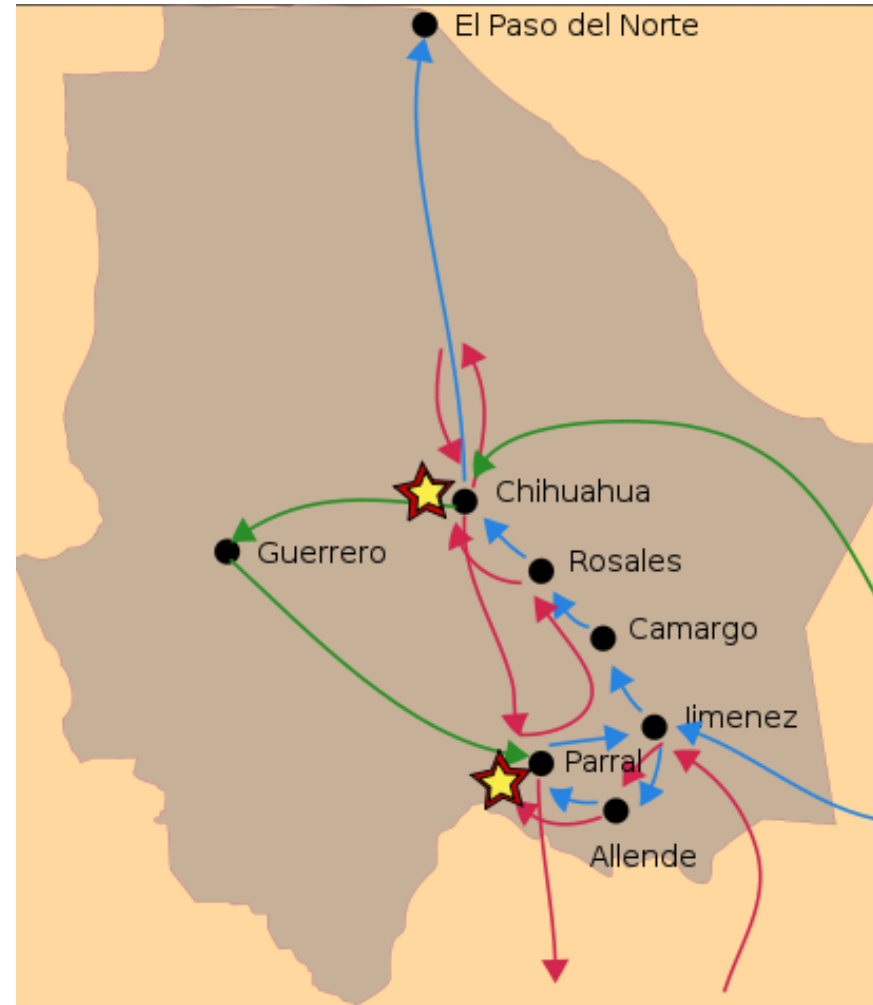 El Paso del Norte
Chihuahua
Guerrero
Rosales
Camargo
Jimenez
Parral
Allende